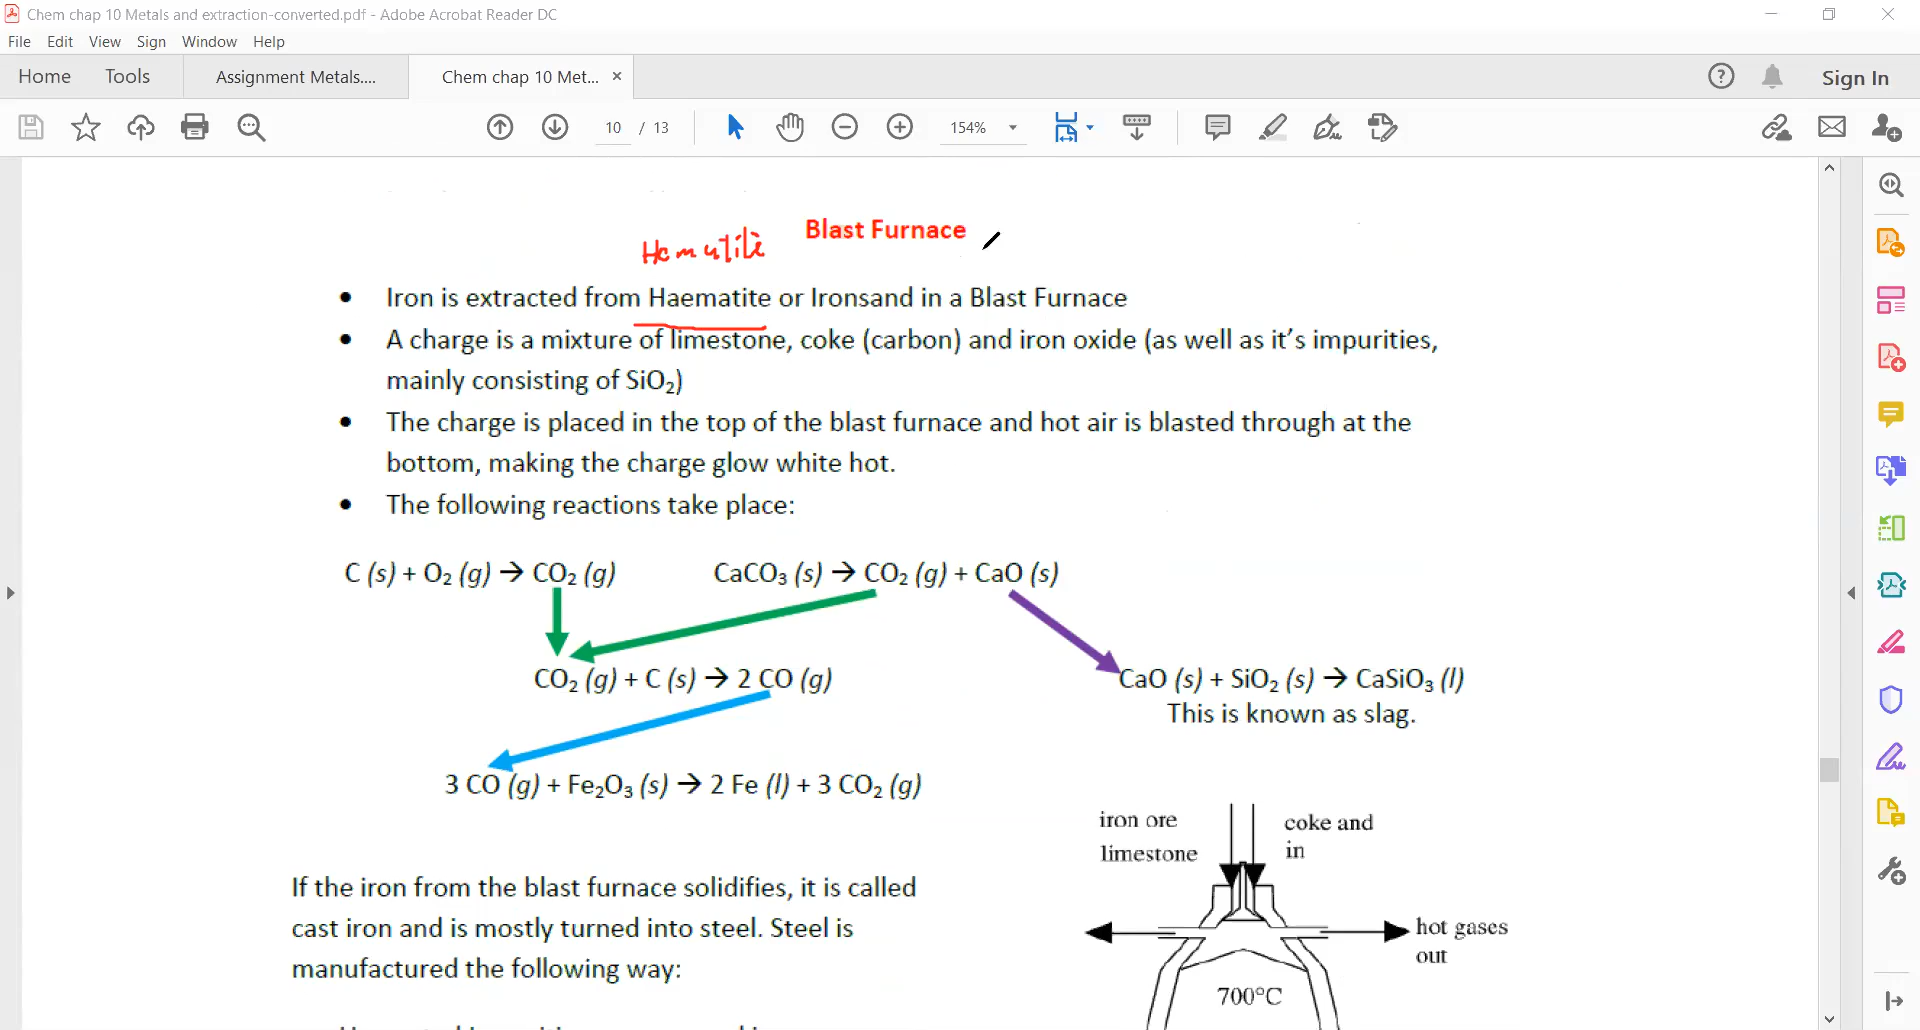 Chem chap 10 Metals and extraction-converted.pdf - Adobe Acrobat Reader DC
File Edit View Sign Window Help
Home Tools Assignment Metals.... Chem chap 10 Met... × Sign In
10 / 13 154%
Blast Furnace
Hematite
• Iron is extracted from Haematite or Ironsand in a Blast Furnace
• A charge is a mixture of limestone, coke (carbon) and iron oxide (as well as it's impurities,
mainly consisting of SiO₂)
• The charge is placed in the top of the blast furnace and hot air is blasted through at the
bottom, making the charge glow white hot.
• The following reactions take place:
C (s) + O₂ (g) → CO₂ (g) CaCO₃ (s) → CO₂ (g) + CaO (s)
CO₂ (g) + C (s) → 2 CO (g) CaO (s) + SiO₂ (s) → CaSiO₃ (l)
This is known as slag.
3 CO (g) + Fe₂O₃ (s) → 2 Fe (l) + 3 CO₂ (g)
If the iron from the blast furnace solidifies, it is called
cast iron and is mostly turned into steel. Steel is
manufactured the following way:
iron ore
limestone
coke and
in
hot gases
out
700°C